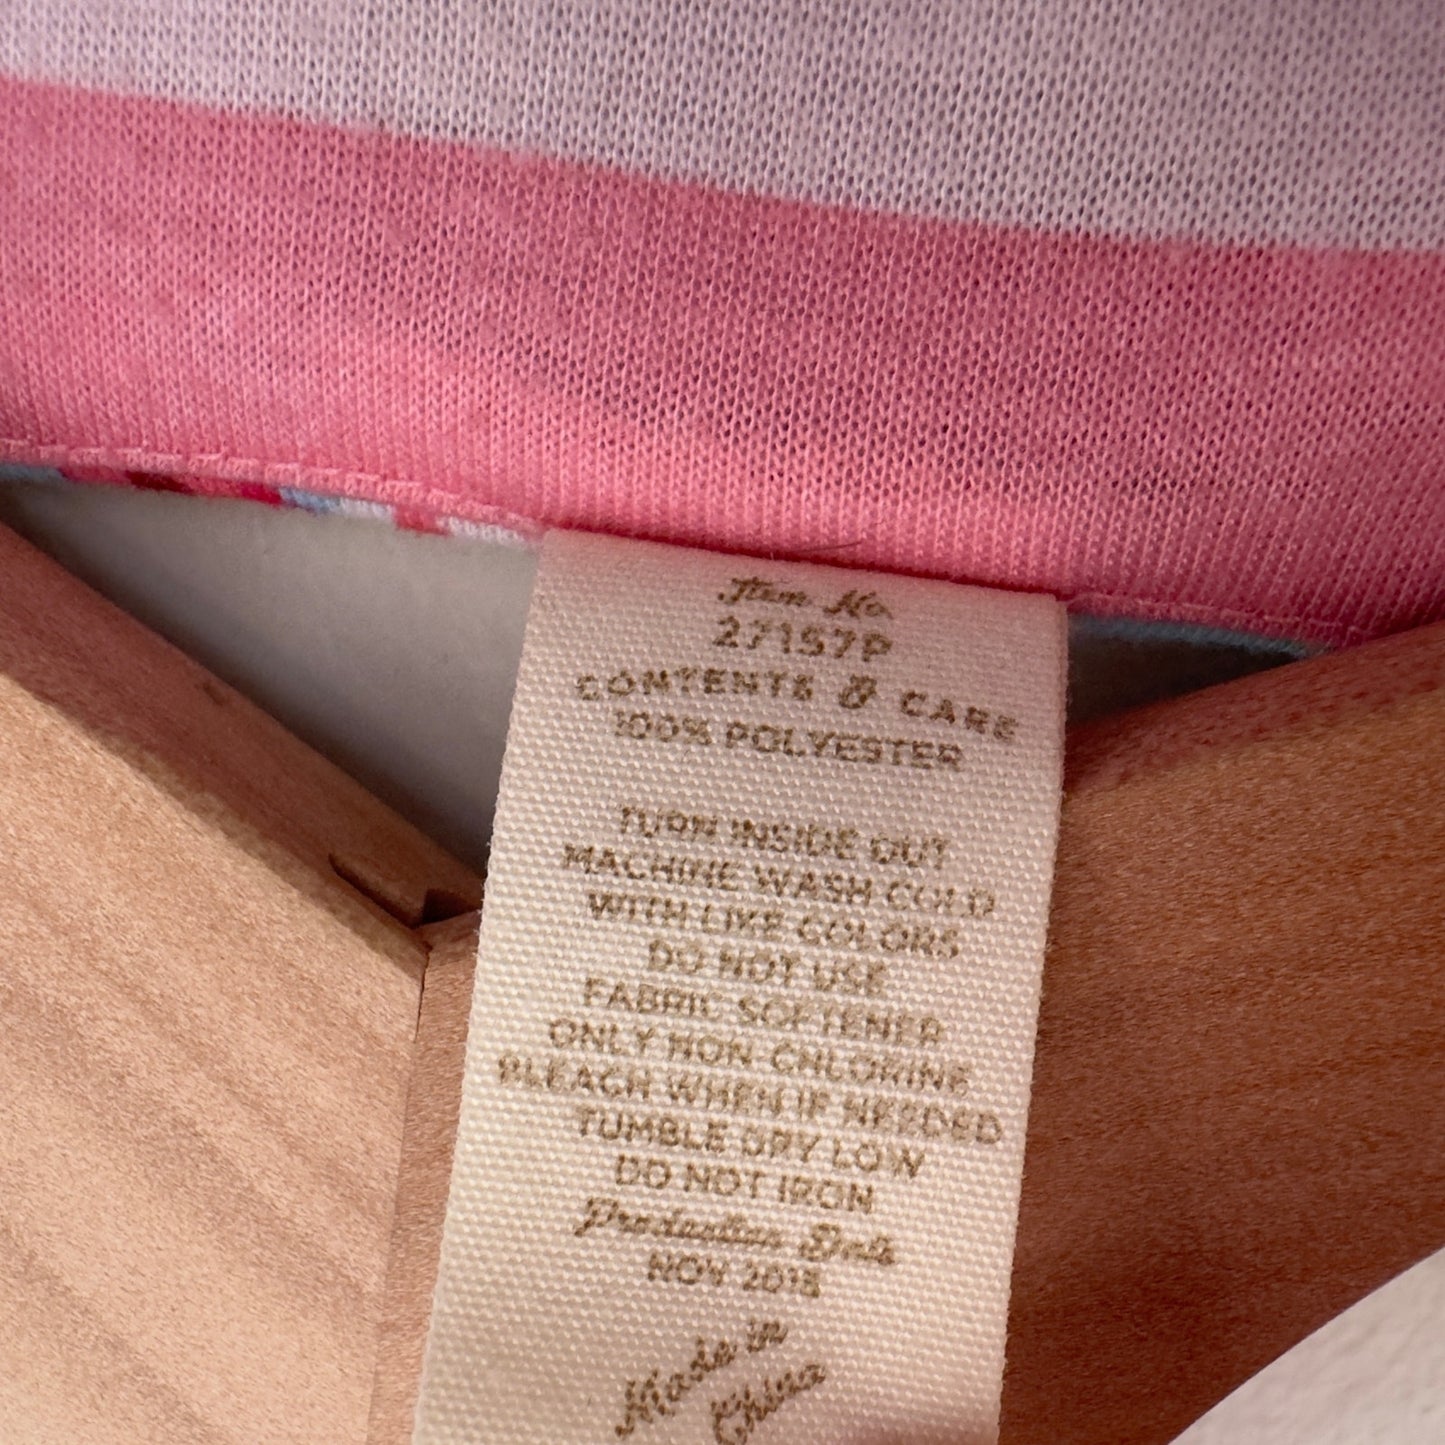 Item No.
27157P
CONTENTS & CARE
100% POLYESTER
TURN INSIDE OUT
MACHINE WASH COLD
WITH LIKE COLORS
DO NOT USE
FABRIC SOFTENER
ONLY NON-CHLORINE
BLEACH WHEN IF NEEDED
TUMBLE DRY LOW
DO NOT IRON
Production Date
NOV 2018
Made in
China